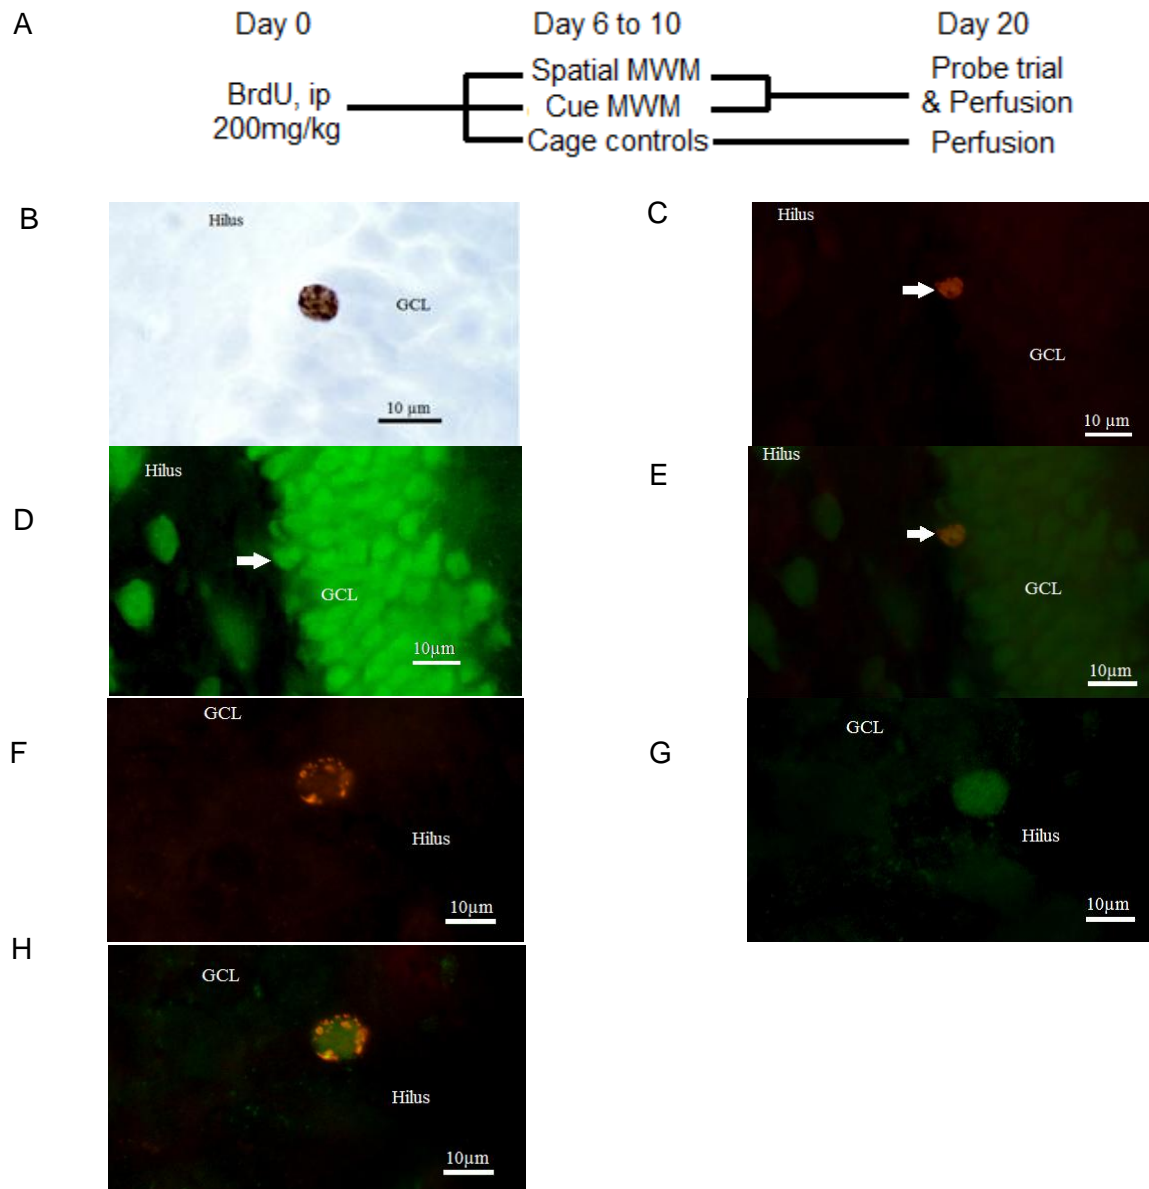 A
Day 0
Day 6 to 10
Day 20
BrdU, ip
200mg/kg
Spatial MWM
Cue MWM
Cage controls
Probe trial
& Perfusion
Perfusion
B
Hilus
GCL
10 µm
C
Hilus
GCL
10 µm
D
Hilus
GCL
10µm
E
Hilus
GCL
10µm
F
GCL
Hilus
10µm
G
GCL
Hilus
10µm
H
GCL
Hilus
10µm